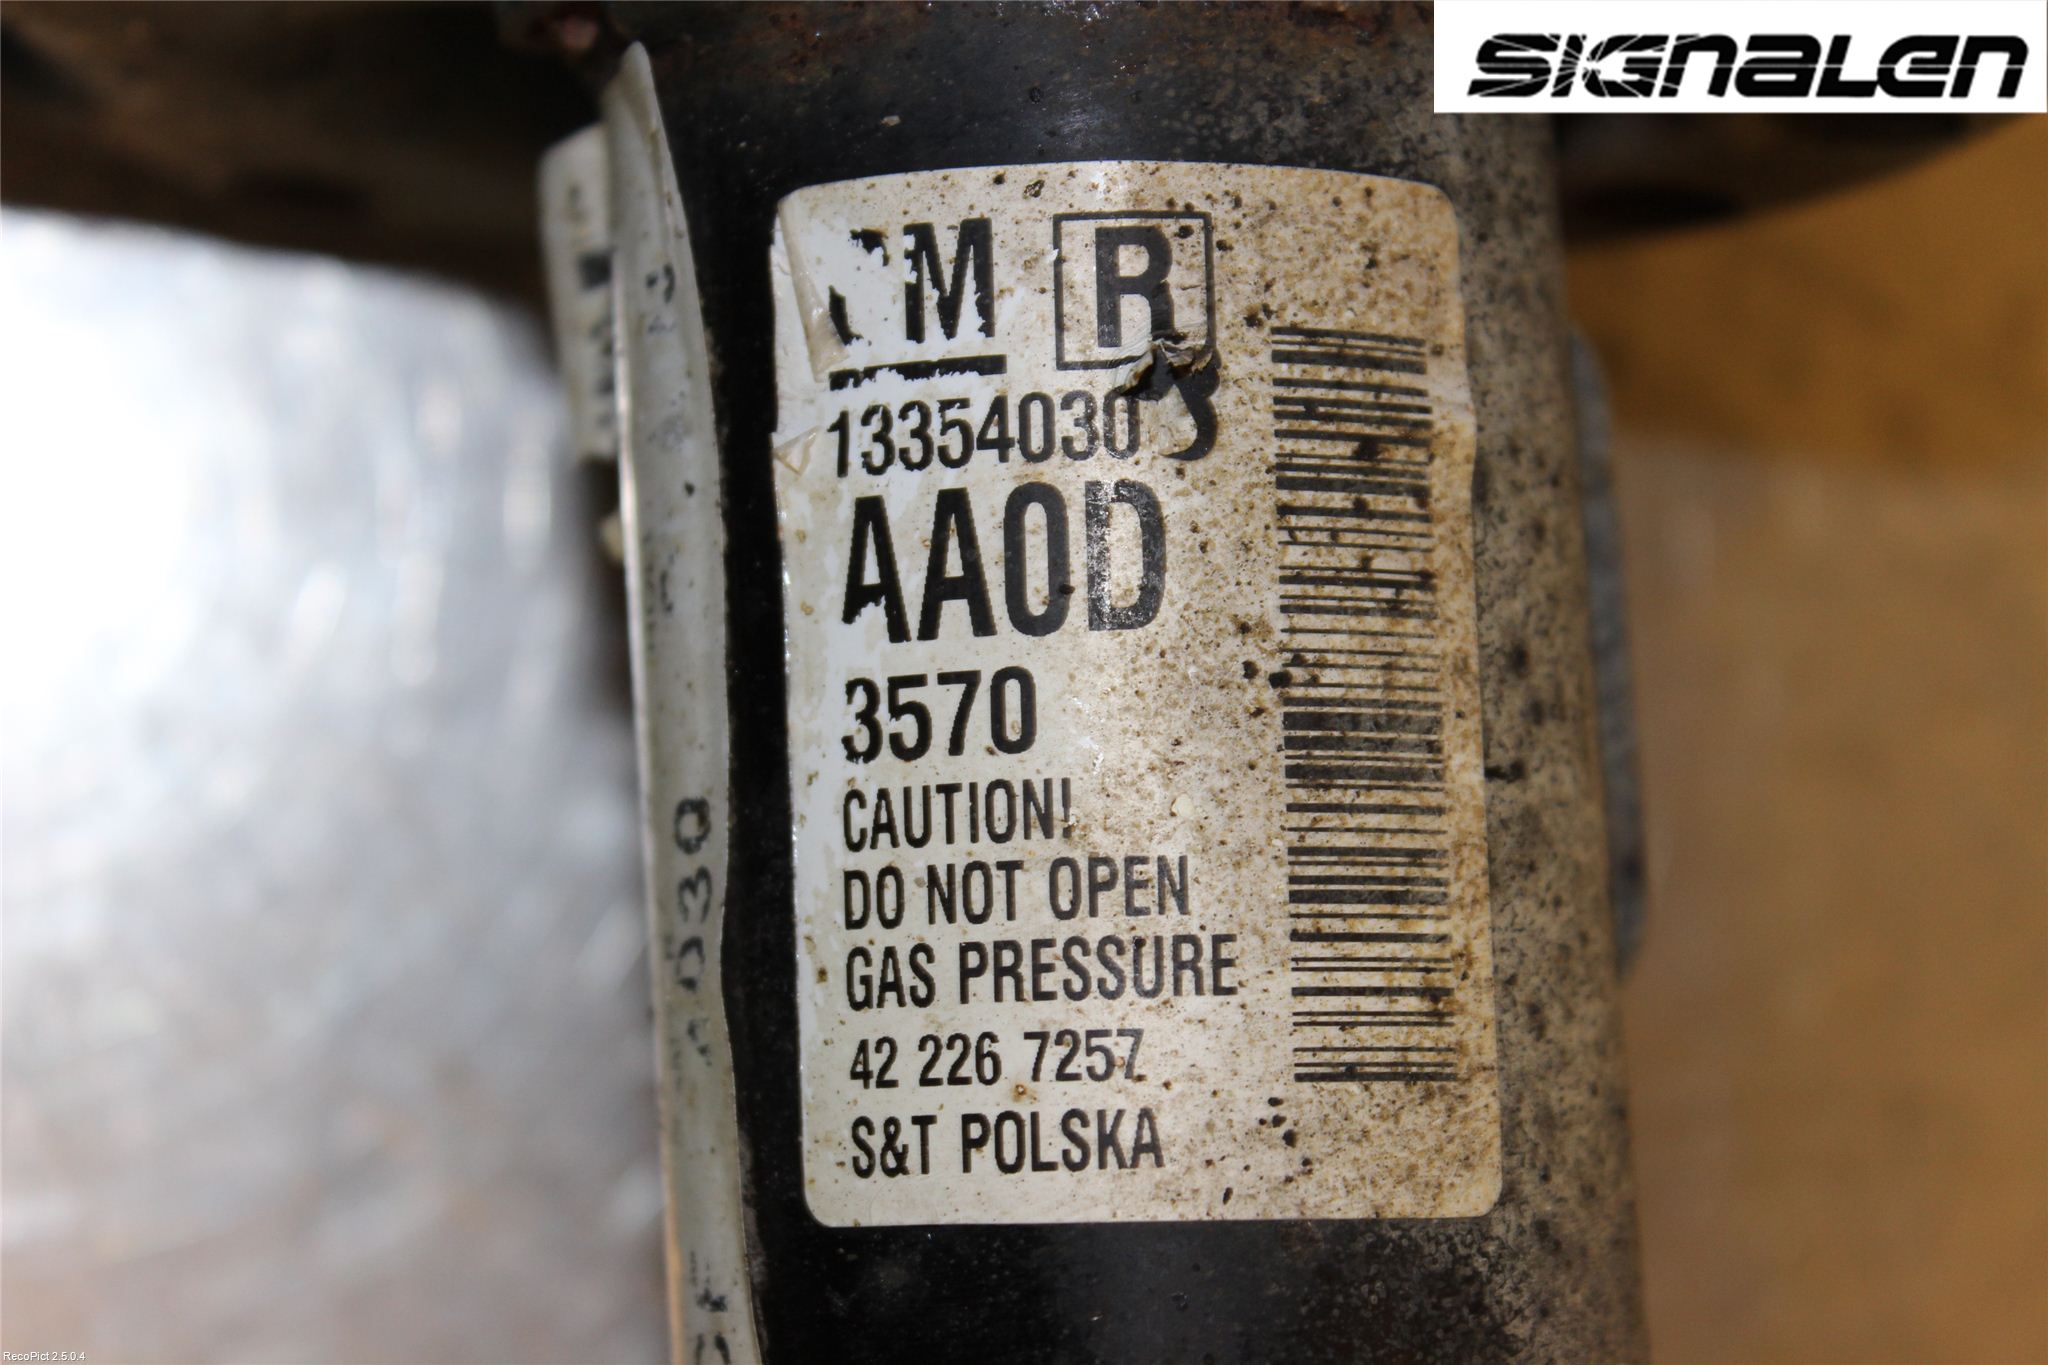 SIGNALEN
M R
13354030
AA0D
3570
CAUTION!
DO NOT OPEN
GAS PRESSURE
42 226 7257
S&T POLSKA
RecoPict 2.5.0.4